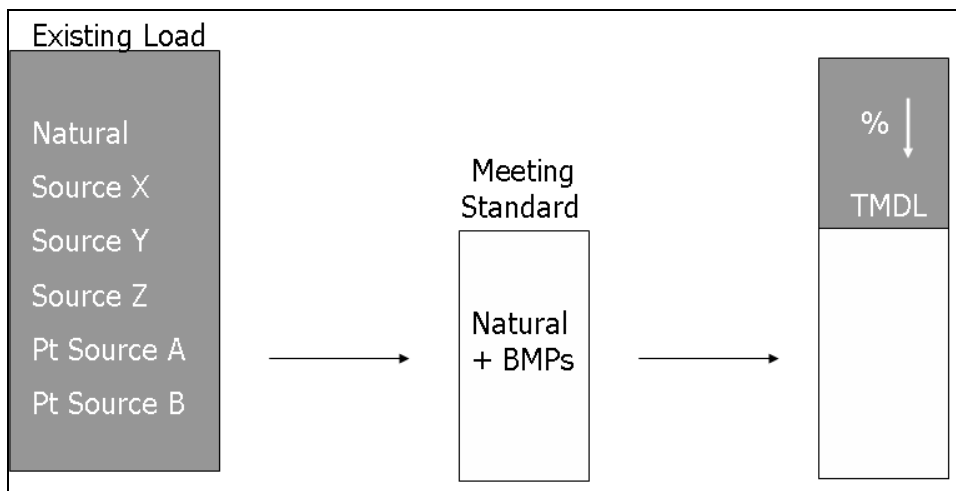 Existing Load
Natural
Source X
Source Y
Source Z
Pt Source A
Pt Source B
Meeting
Standard
Natural
+ BMPs
%
TMDL